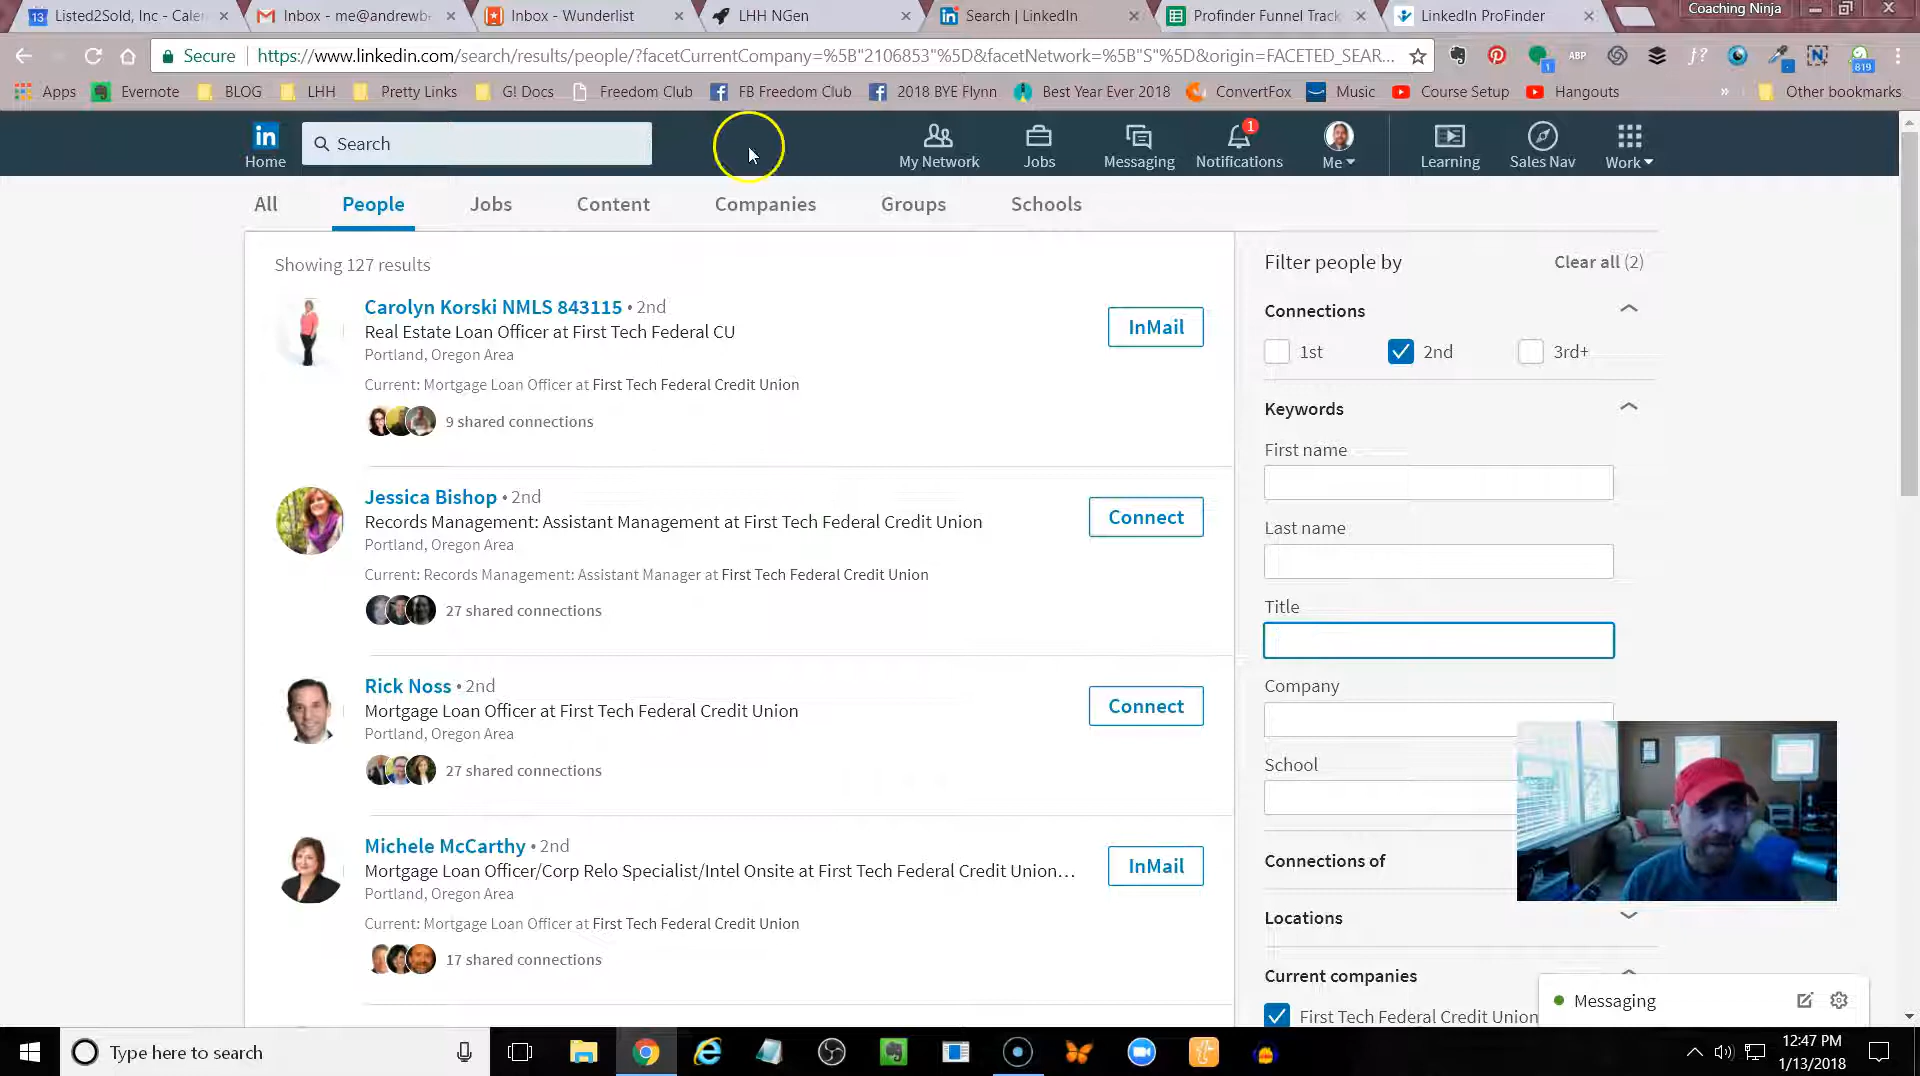 Listed2Sold, Inc - Caler
Inbox - me@andrewb
Inbox - Wunderlist
LHH NGen
Search | LinkedIn
Profinder Funnel Track
LinkedIn ProFinder
Coaching Ninja
Secure
https://www.linkedin.com/search/results/people/?facetCurrentCompany=%5B"2106853"%5D&facetNetwork=%5B"S"%5D&origin=FACETED_SEAR...
Apps
Evernote
BLOG
LHH
Pretty Links
G! Docs
Freedom Club
FB Freedom Club
2018 BYE Flynn
Best Year Ever 2018
ConvertFox
Music
Course Setup
Hangouts
»
Other bookmarks
in
Home
Search
My Network
Jobs
Messaging
1
Notifications
Me
Learning
Sales Nav
Work
All
People
Jobs
Content
Companies
Groups
Schools
Showing 127 results
Carolyn Korski NMLS 843115 • 2nd
Real Estate Loan Officer at First Tech Federal CU
Portland, Oregon Area
Current: Mortgage Loan Officer at First Tech Federal Credit Union
9 shared connections
InMail
Jessica Bishop • 2nd
Records Management: Assistant Management at First Tech Federal Credit Union
Portland, Oregon Area
Current: Records Management: Assistant Manager at First Tech Federal Credit Union
27 shared connections
Connect
Rick Noss • 2nd
Mortgage Loan Officer at First Tech Federal Credit Union
Portland, Oregon Area
27 shared connections
Connect
Michele McCarthy • 2nd
Mortgage Loan Officer/Corp Relo Specialist/Intel Onsite at First Tech Federal Credit Union…
Portland, Oregon Area
Current: Mortgage Loan Officer at First Tech Federal Credit Union
17 shared connections
InMail
Filter people by
Clear all (2)
Connections
1st
2nd
3rd+
Keywords
First name
Last name
Title
Company
School
Connections of
Locations
Current companies
First Tech Federal Credit Union
Messaging
Type here to search
12:47 PM
1/13/2018